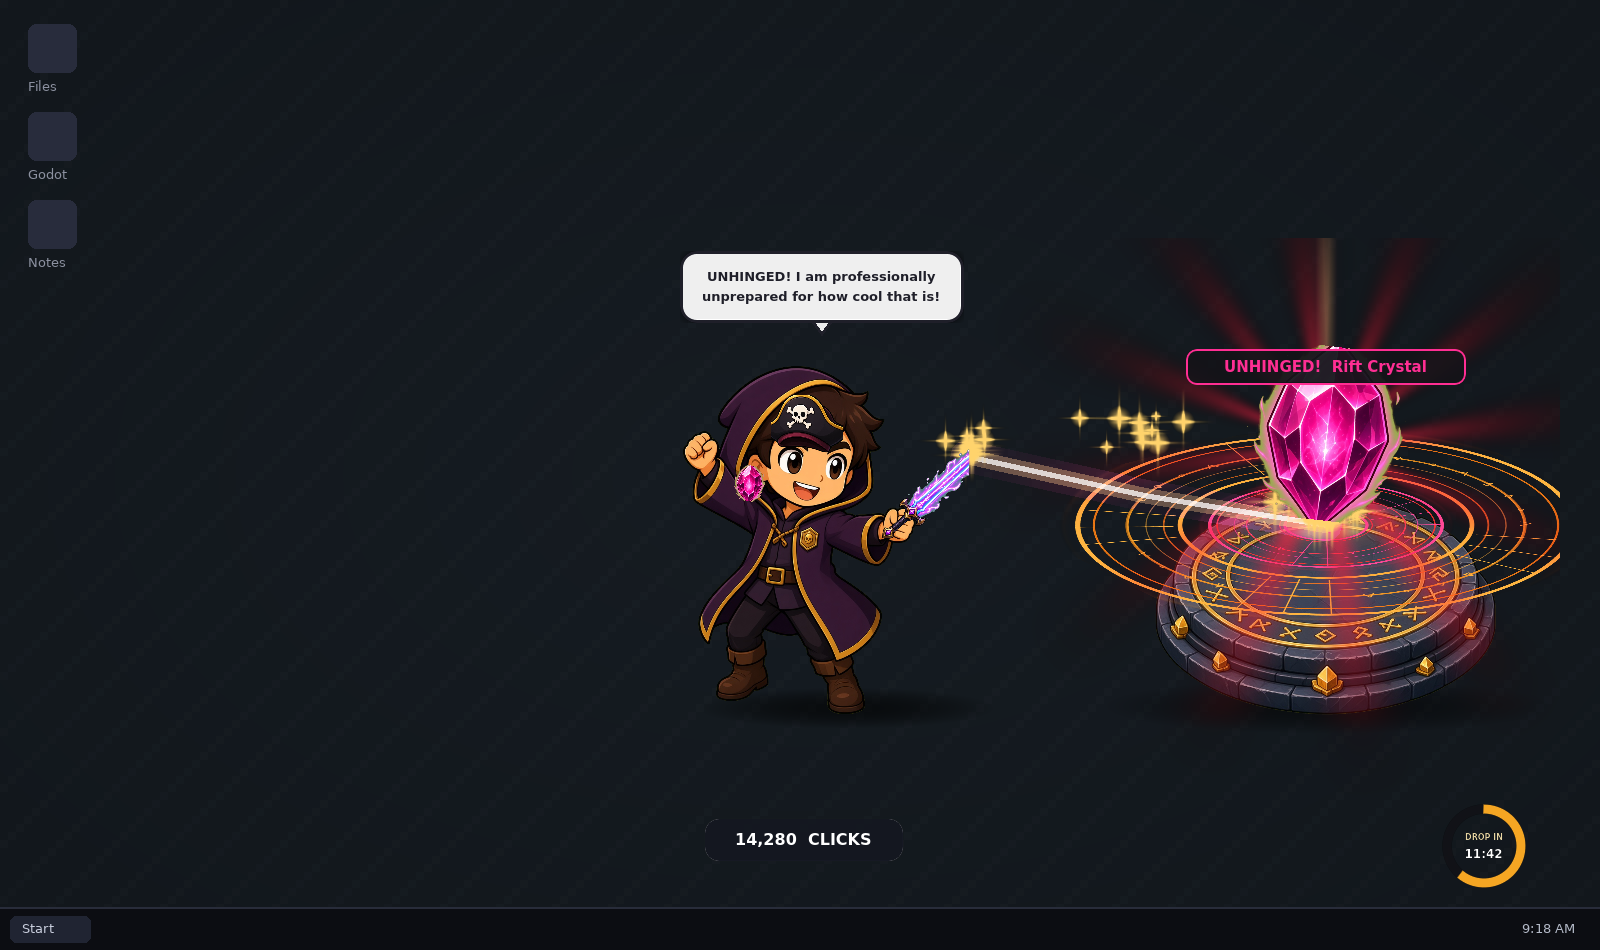 Files
Godot
Notes
UNHINGED! I am professionally
unprepared for how cool that is!
UNHINGED! Rift Crystal
14,280 CLICKS
DROP IN
11:42
Start
9:18 AM